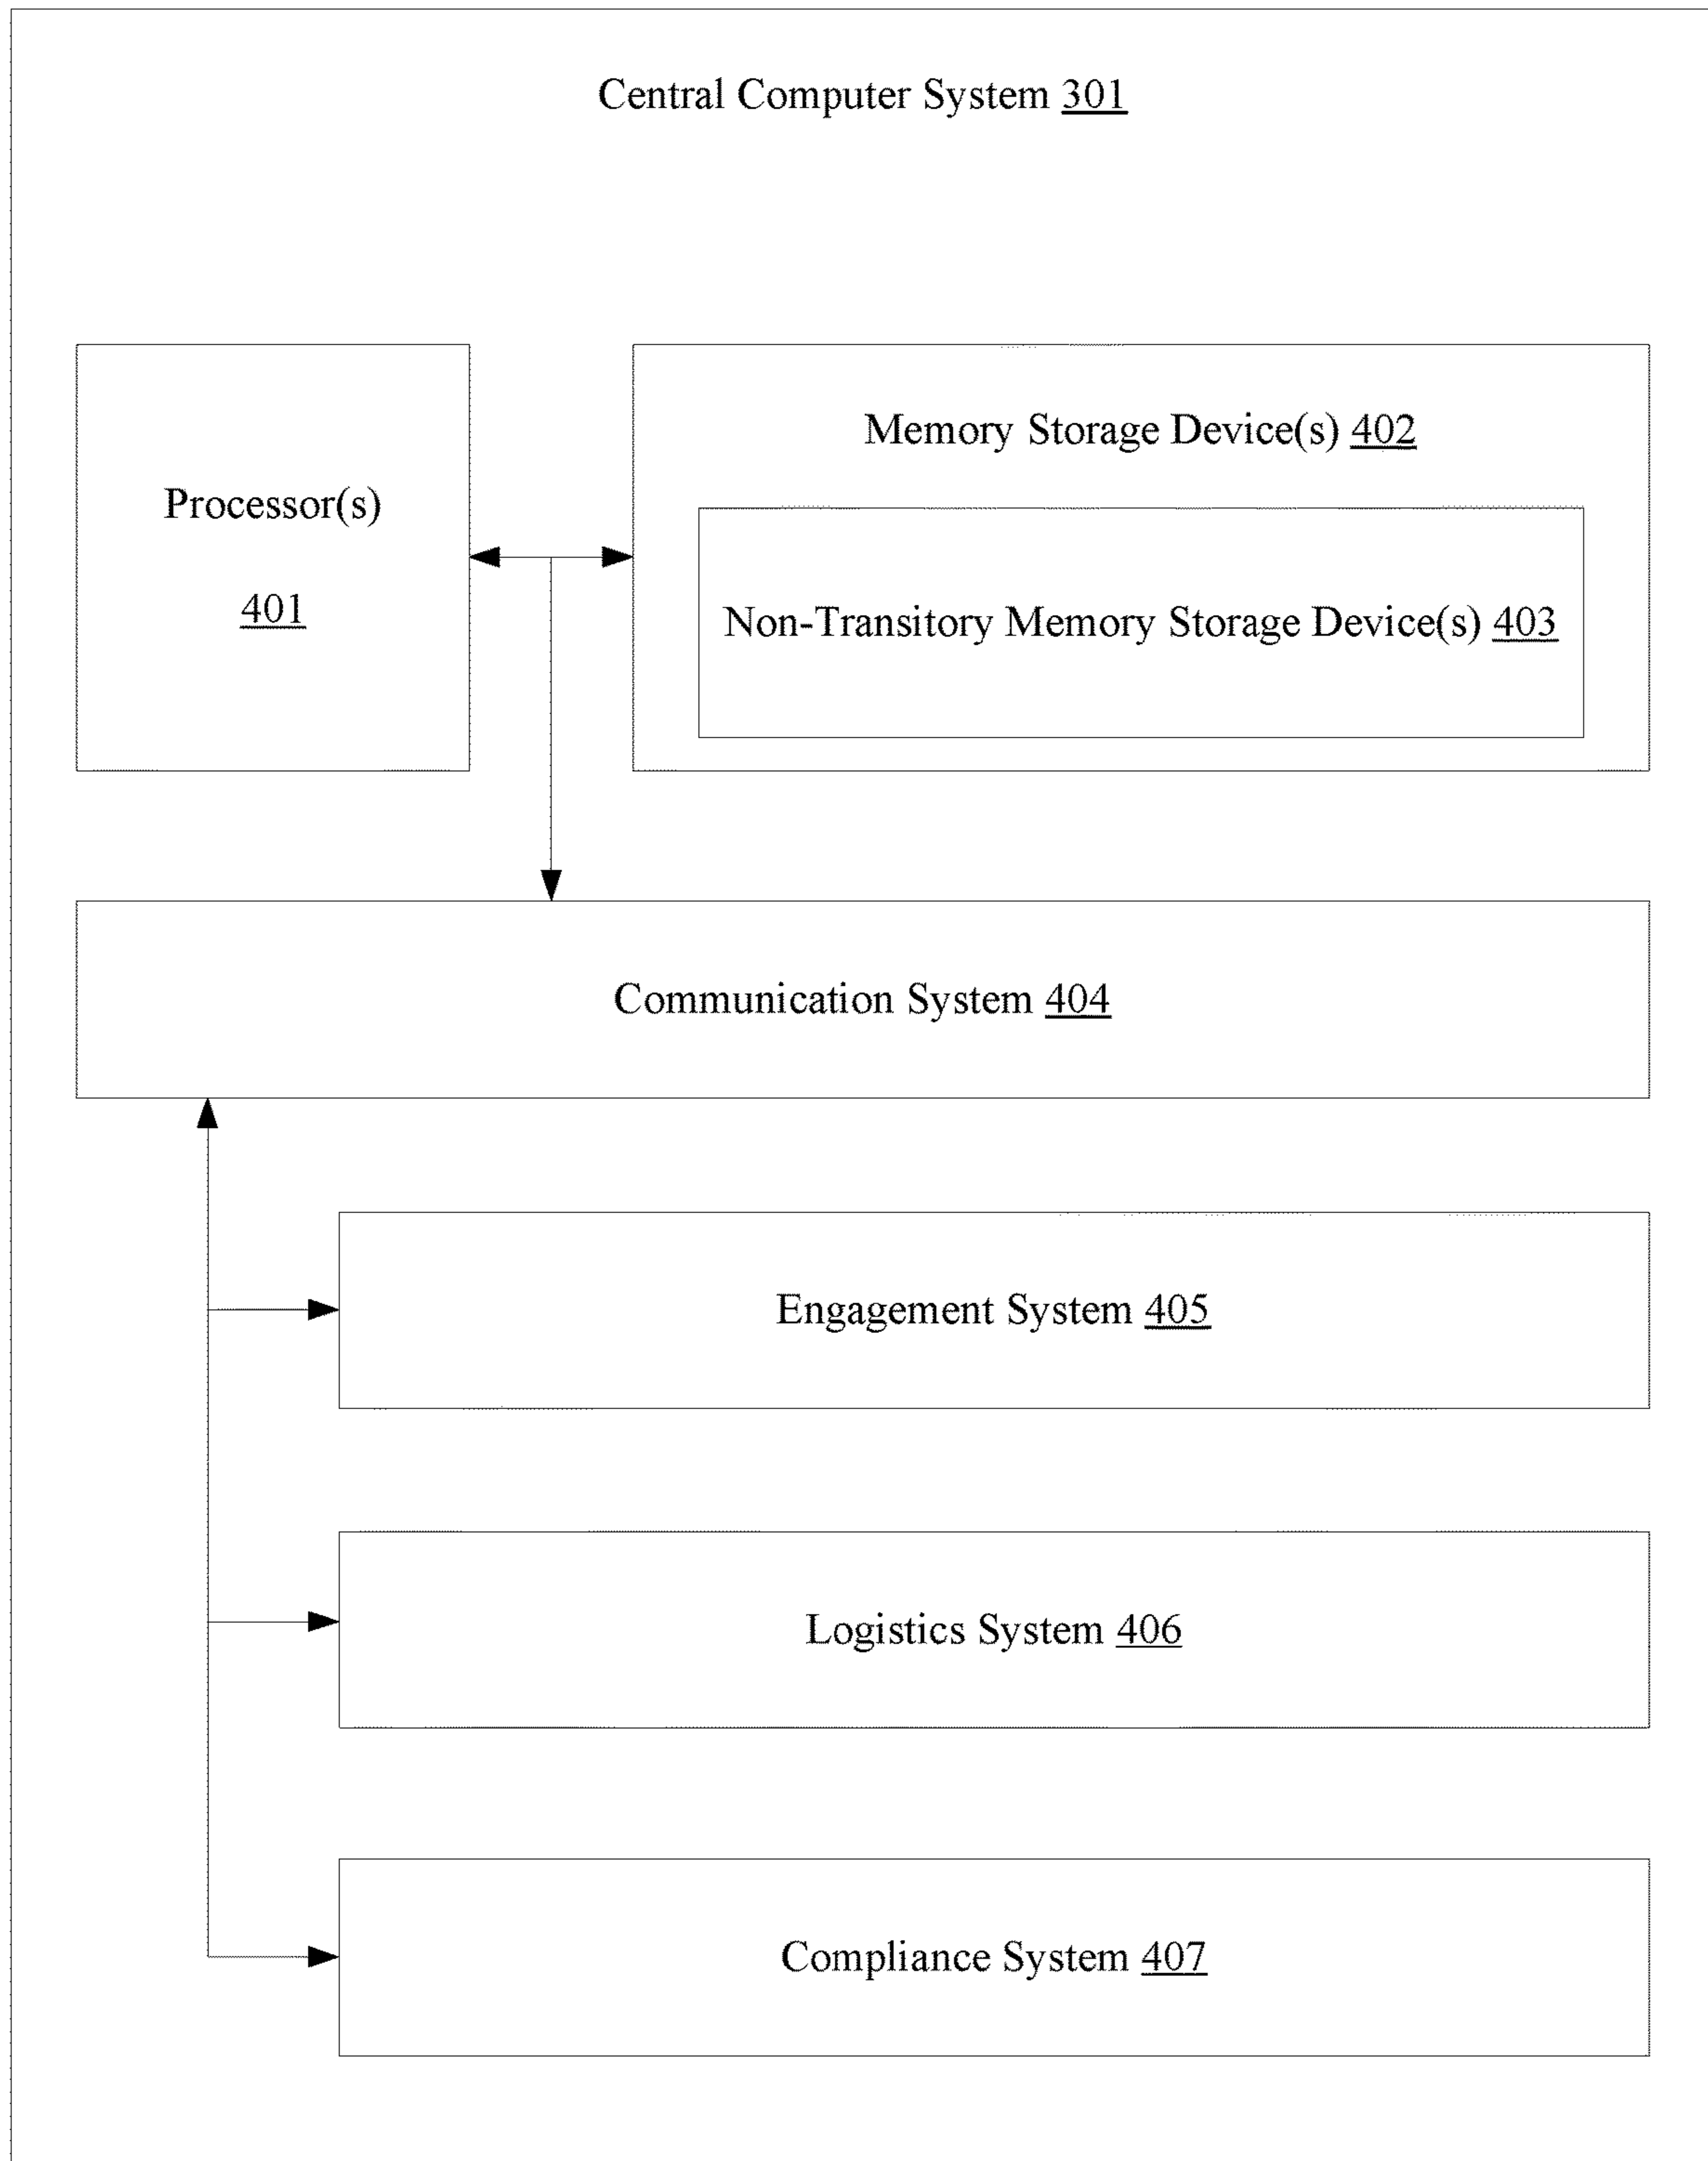 Central Computer System 301
Processor(s)
401
Memory Storage Device(s) 402
Non-Transitory Memory Storage Device(s) 403
Communication System 404
Engagement System 405
Logistics System 406
Compliance System 407